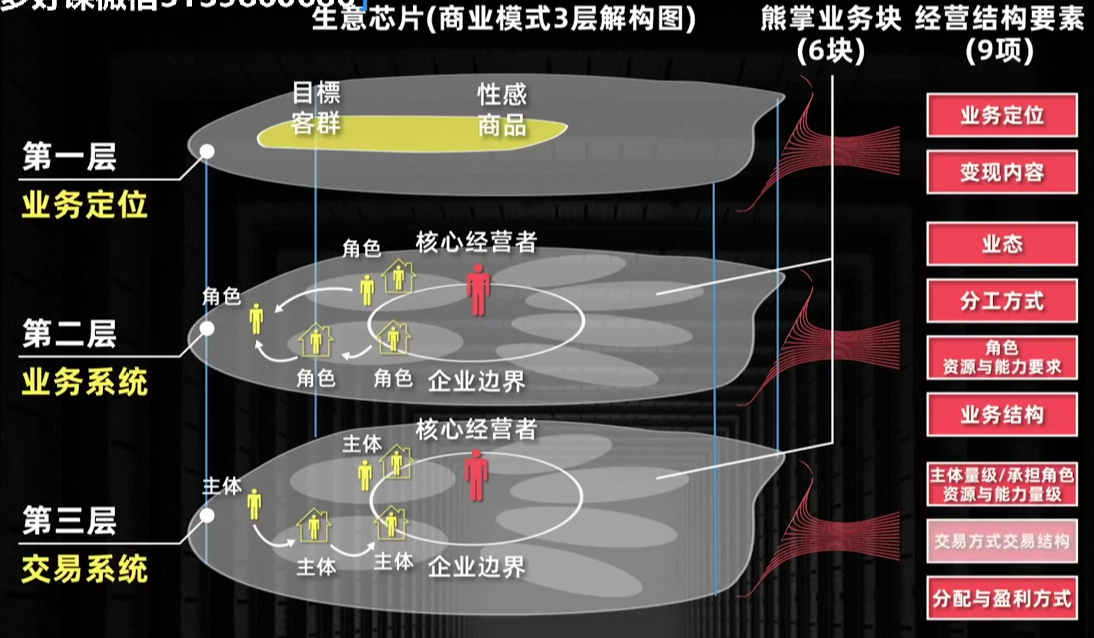 生意芯片(商业模式3层解构图)
熊掌业务块
(6块)
经营结构要素
(9项)
目標
客群
性感
商品
第一层
业务定位
角色
核心经营者
角色
角色
角色
企业边界
第二层
业务系统
主体
核心经营者
主体
主体
主体
企业边界
第三层
交易系统
业务定位
变现内容
业态
分工方式
角色
资源与能力要求
业务结构
主体量级/承担角色
资源与能力量级
交易方式交易结构
分配与盈利方式